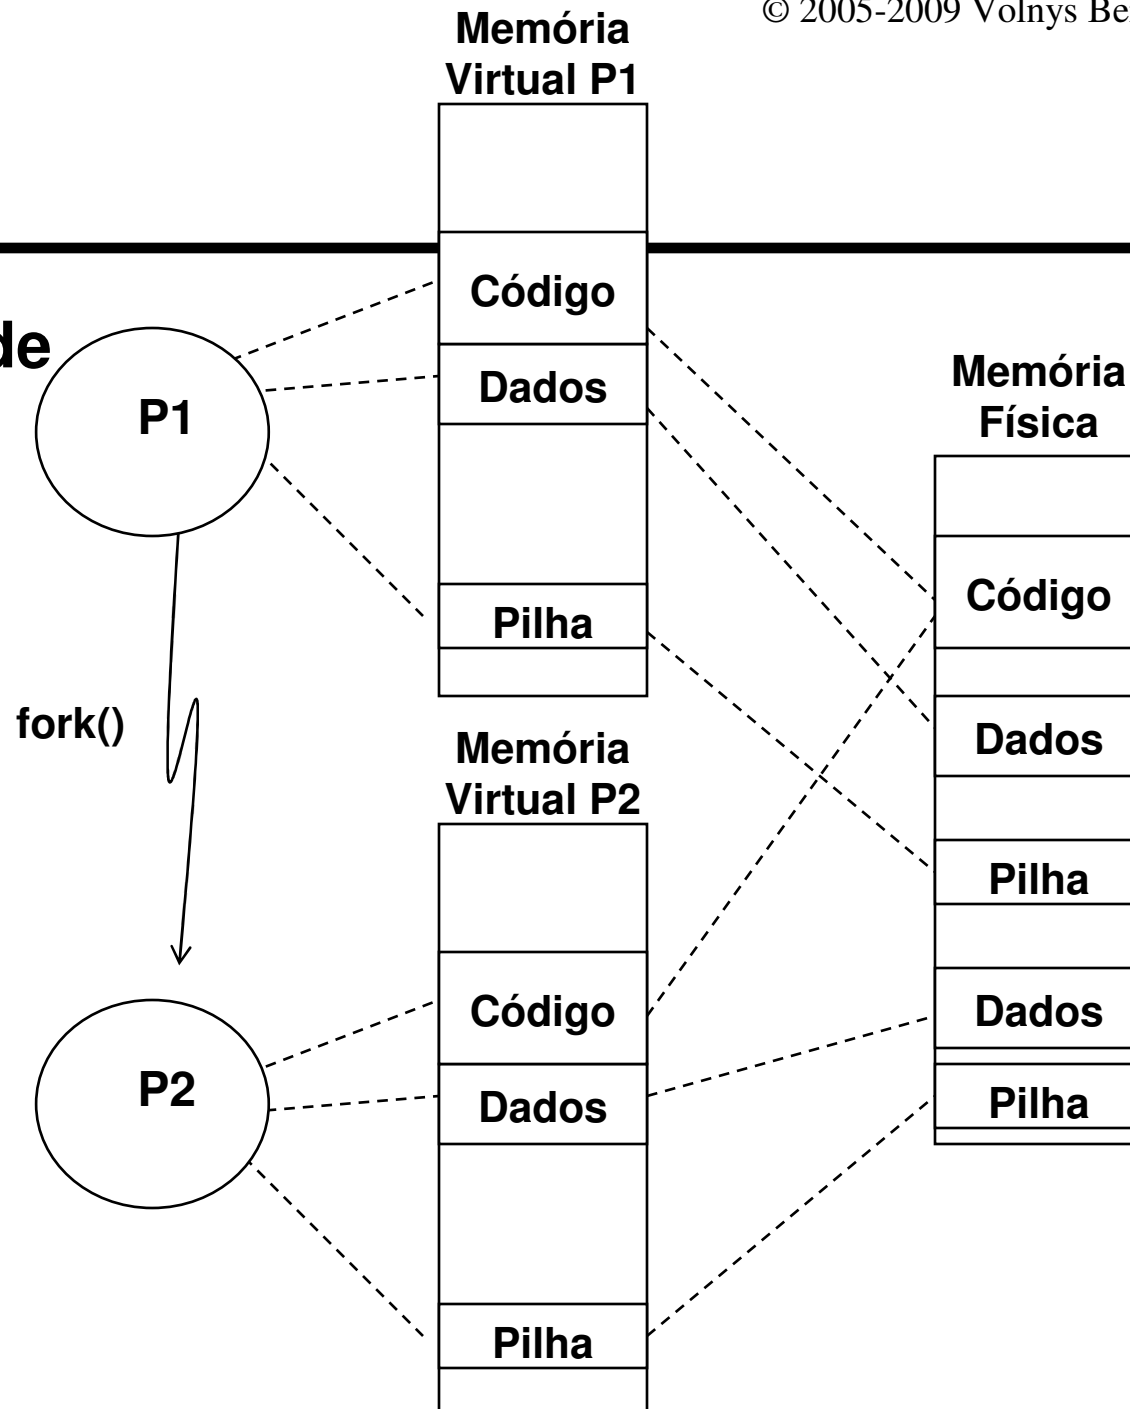 © 2005-2009 Volnys
Memória
Virtual P1
Código
de
Dados
P1
Memória
Física
Código
Pilha
fork()
Dados
Memória
Virtual P2
Pilha
Código
Dados
P2
Dados
Pilha
Pilha